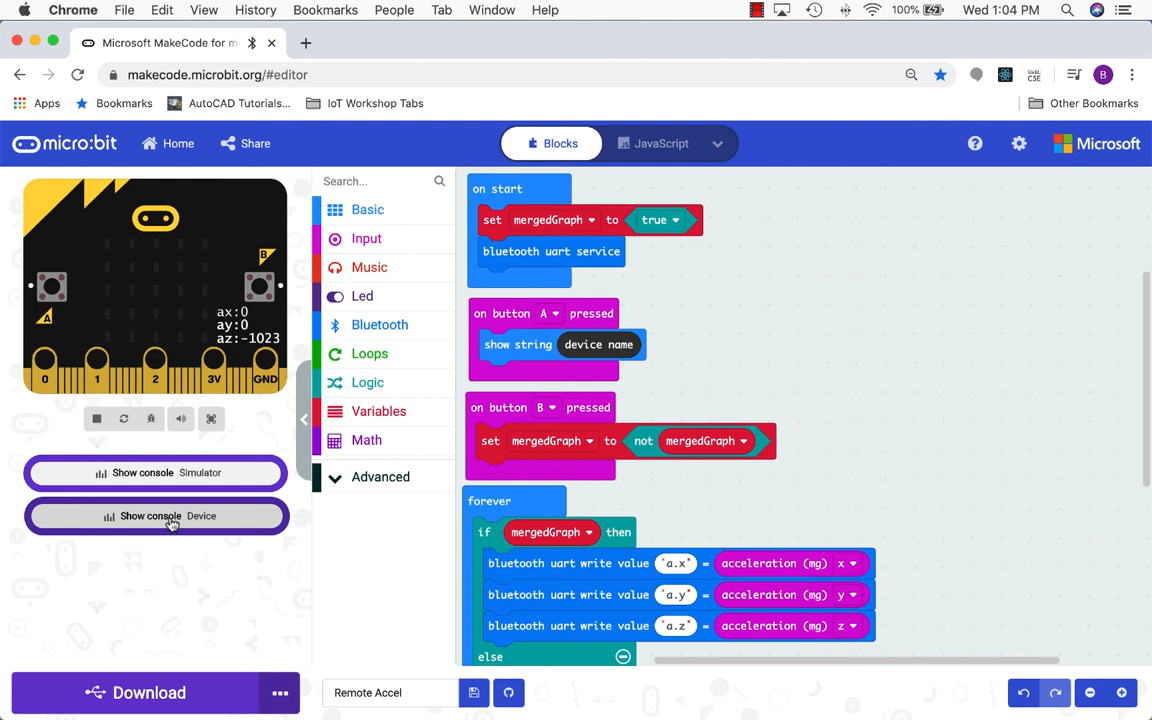 Chrome File Edit View History Bookmarks People Tab Window Help 100% Wed 1:04 PM
Microsoft MakeCode for mi
makecode.microbit.org/#editor B
Apps Bookmarks AutoCAD Tutorials... IoT Workshop Tabs Other Bookmarks
micro:bit Home Share Blocks JavaScript Microsoft
Search...
Basic
Input
Music
Led
Bluetooth
Loops
Logic
Variables
Math
Advanced
B
A
ax:0
ay:0
az:-1023
0 1 2 3V GND
Show console Simulator
Show console Device
on start
set mergedGraph to true
bluetooth uart service
on button A pressed
show string device name
on button B pressed
set mergedGraph to not mergedGraph
forever
if mergedGraph then
bluetooth uart write value "a.x" = acceleration (mg) x
bluetooth uart write value "a.y" = acceleration (mg) y
bluetooth uart write value "a.z" = acceleration (mg) z
else
Download ... Remote Accel